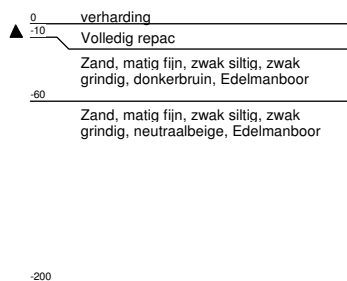 0 verharding
-10 Volledig repac
Zand, matig fijn, zwak siltig, zwak
grindig, donkerbruin, Edelmanboor
-60
Zand, matig fijn, zwak siltig, zwak
grindig, neutraalbeige, Edelmanboor
-200